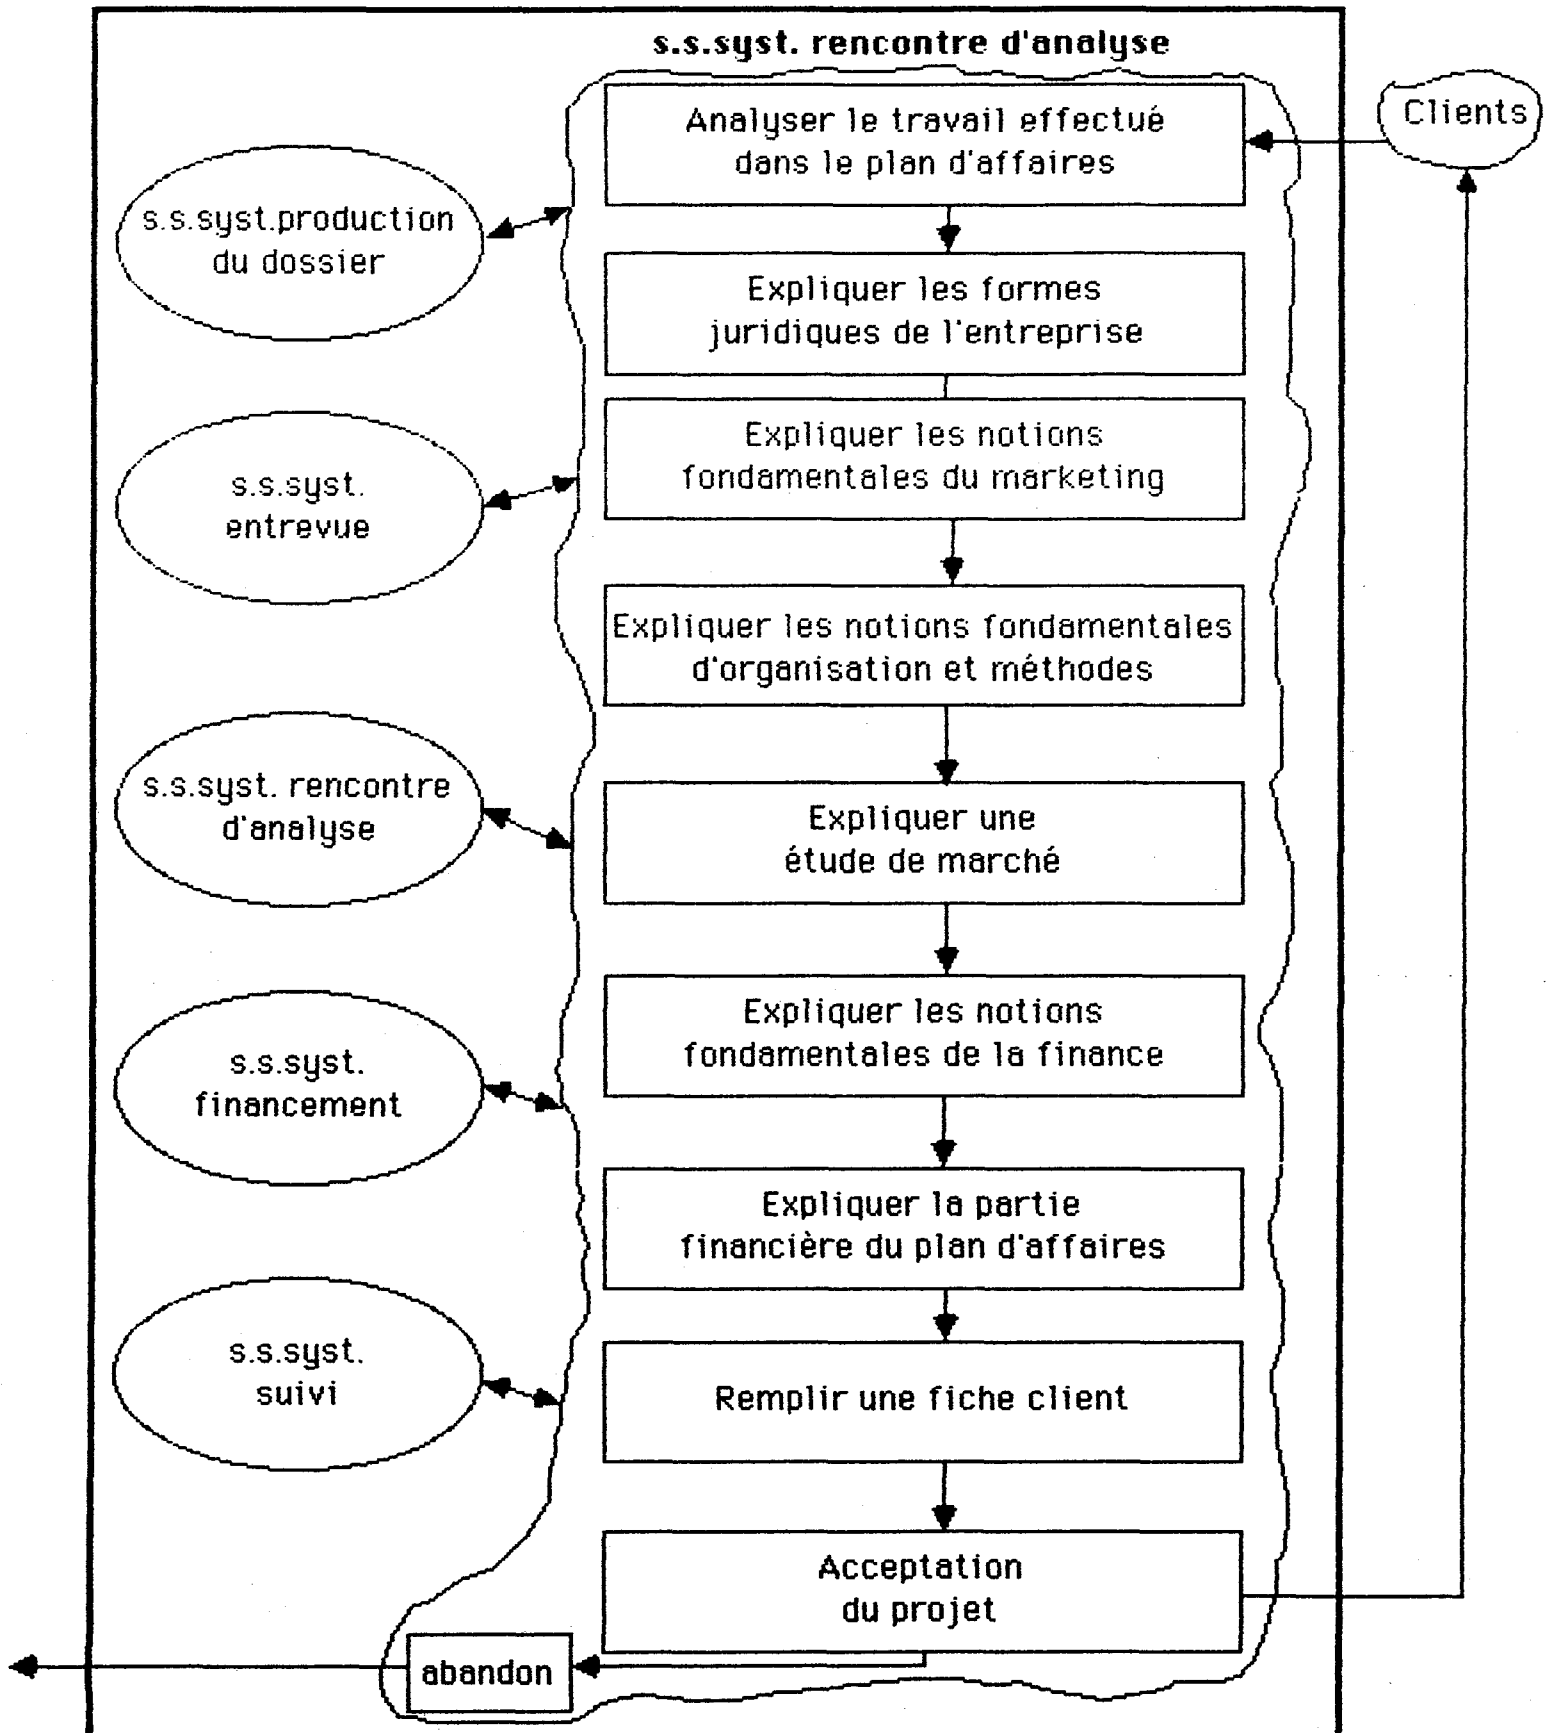 s.s.syst. rencontre d'analyse
Analyser le travail effectué
dans le plan d'affaires
Clients
s.s.syst.production
du dossier
Expliquer les formes
juridiques de l'entreprise
Expliquer les notions
fondamentales du marketing
s.s.syst.
entrevue
Expliquer les notions fondamentales
d'organisation et méthodes
s.s.syst. rencontre
d'analyse
Expliquer une
étude de marché
Expliquer les notions
fondamentales de la finance
s.s.syst.
financement
Expliquer la partie
financière du plan d'affaires
s.s.syst.
suivi
Remplir une fiche client
Acceptation
du projet
abandon